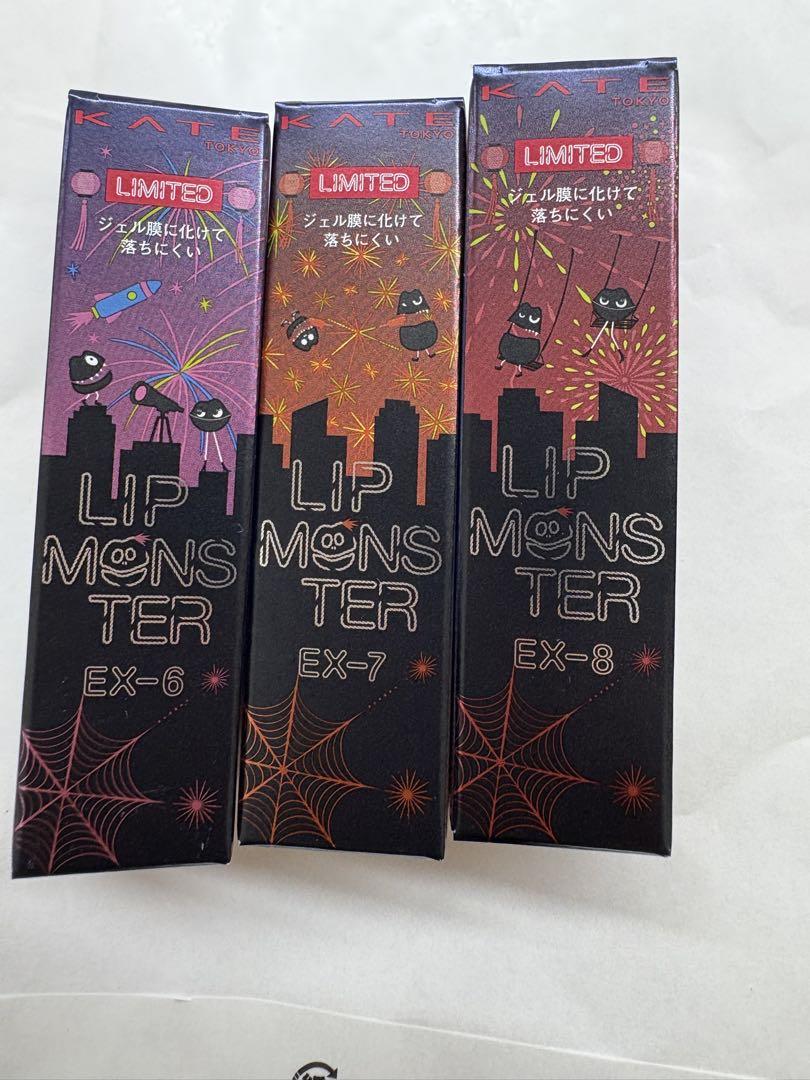 KATE
TOKYO
LIMITED
ジェル膜に化けて
落ちにくい
LIP
MONS
TER
EX-6
KATE
TOKYO
LIMITED
ジェル膜に化けて
落ちにくい
LIP
MONS
TER
EX-7
KATE
TOKYO
LIMITED
ジェル膜に化けて
落ちにくい
LIP
MONS
TER
EX-8